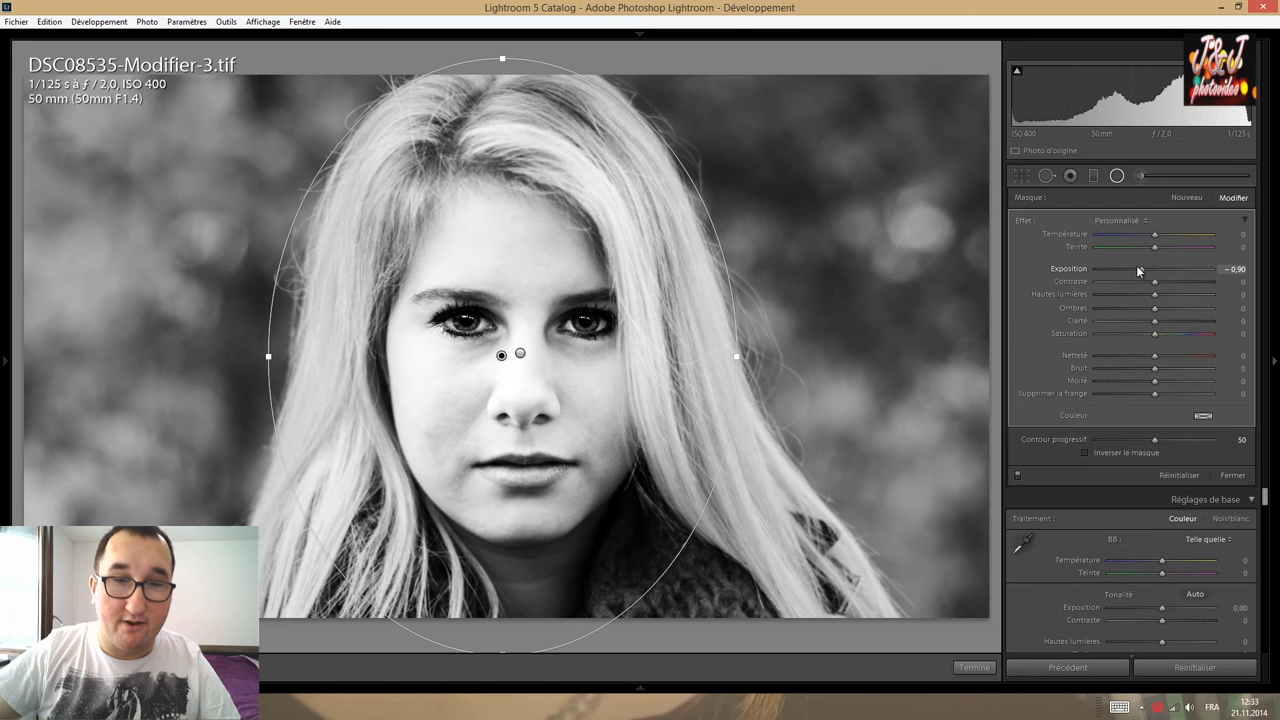 Lr
Lightroom 5 Catalog - Adobe Photoshop Lightroom - Développement
Fichier Edition Développement Photo Paramètres Outils Affichage Fenêtre Aide
DSC08535-Modifier-3.tif
1/125 s à ƒ / 2,0, ISO 400
50 mm (50mm F1.4)
J&J
photovideo
ISO 400 50 mm ƒ / 2,0 1/125 s
Photo d'origine
Masque : Nouveau Modifier
Effet : Personnalisé
Température 0
Teinte 0
Exposition – 0,90
Contraste 0
Hautes lumières 0
Ombres 0
Clarté 0
Saturation 0
Netteté 0
Bruit 0
Moiré 0
Supprimer la frange 0
Couleur
Contour progressif 50
Inverser le masque
Réinitialiser Fermer
Réglages de base
Traitement : Couleur Noir/blanc
BB : Telle quelle
Température 0
Teinte 0
Tonalité Auto
Exposition 0,00
Contraste 0
Hautes lumières 0
Terminé
Précédent Réinitialiser
FRA
12:33
21.11.2014